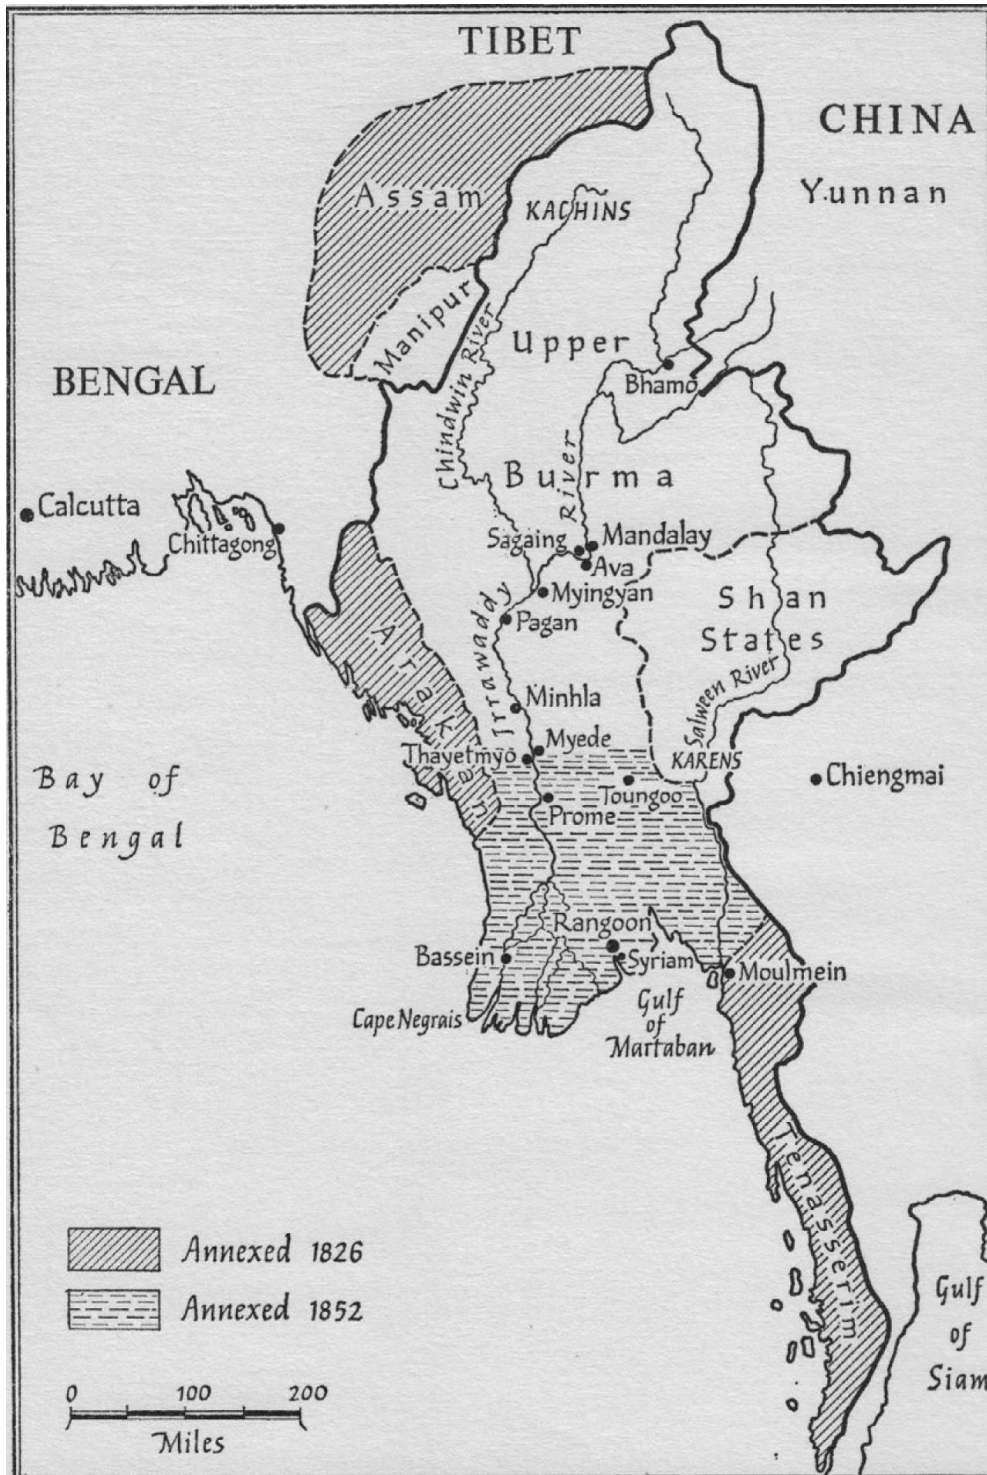 TIBET
CHINA
Yunnan
Assam
KACHINS
Manipur
Chindwin River
Upper
Bhamo
BENGAL
Burma
River
Calcutta
Chittagong
Sagaing
Mandalay
Ava
Myingyan
Pagan
Irrawaddy
Shan
States
Salween River
Arakan
Minhla
Myede
Thayetmyo
KARENS
Toungoo
Chiengmai
Prome
Bay of
Bengal
Rangoon
Bassein
Syriam
Moulmein
Cape Negrais
Gulf
of
Martaban
Tenasserim
Annexed 1826
Annexed 1852
0 100 200
Miles
Gulf
of
Siam